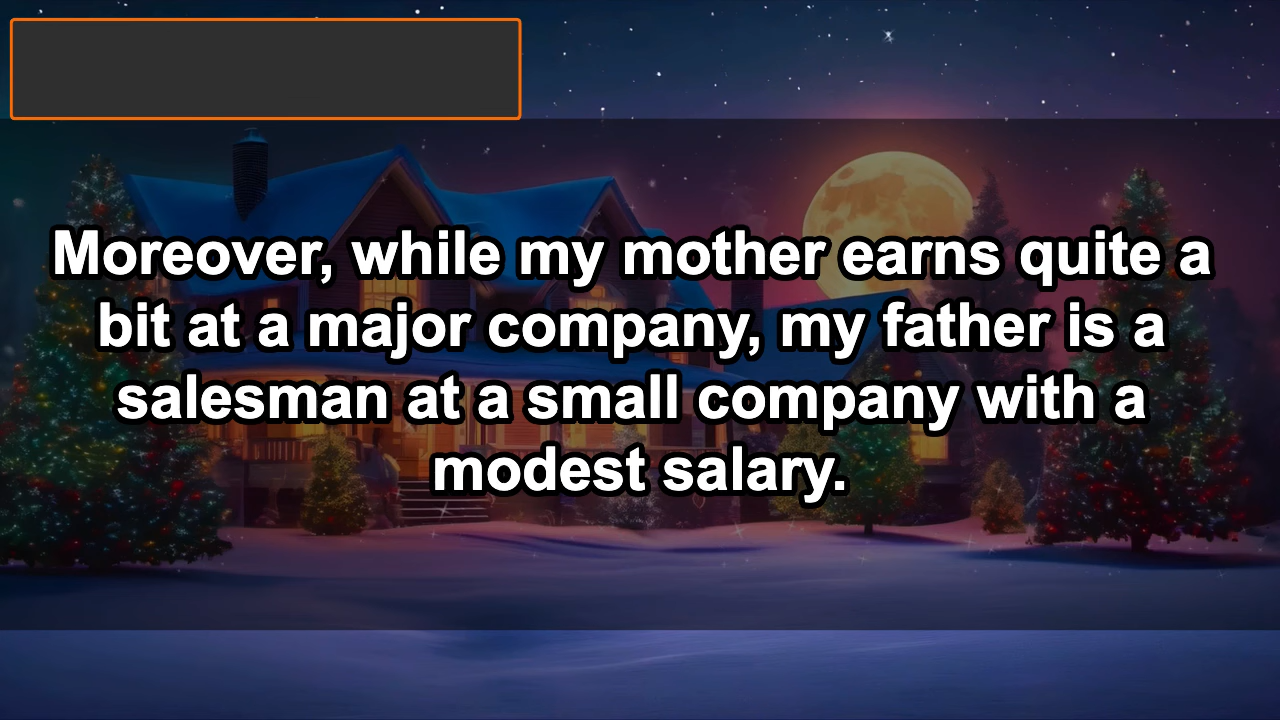 Moreover, while my mother earns quite a
bit at a major company, my father is a
salesman at a small company with a
modest salary.